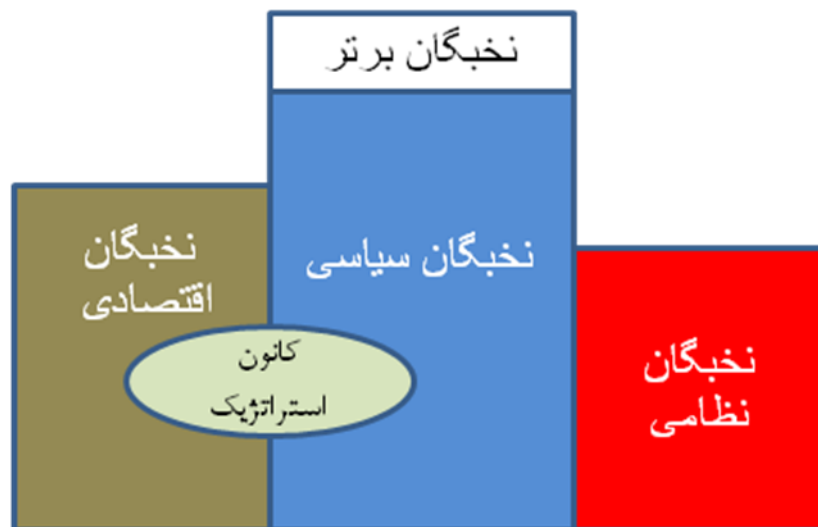 نخبگان برتر
نخبگان سیاسی
نخبگان
اقتصادی
کانون
استراتژیک
نخبگان
نظامی